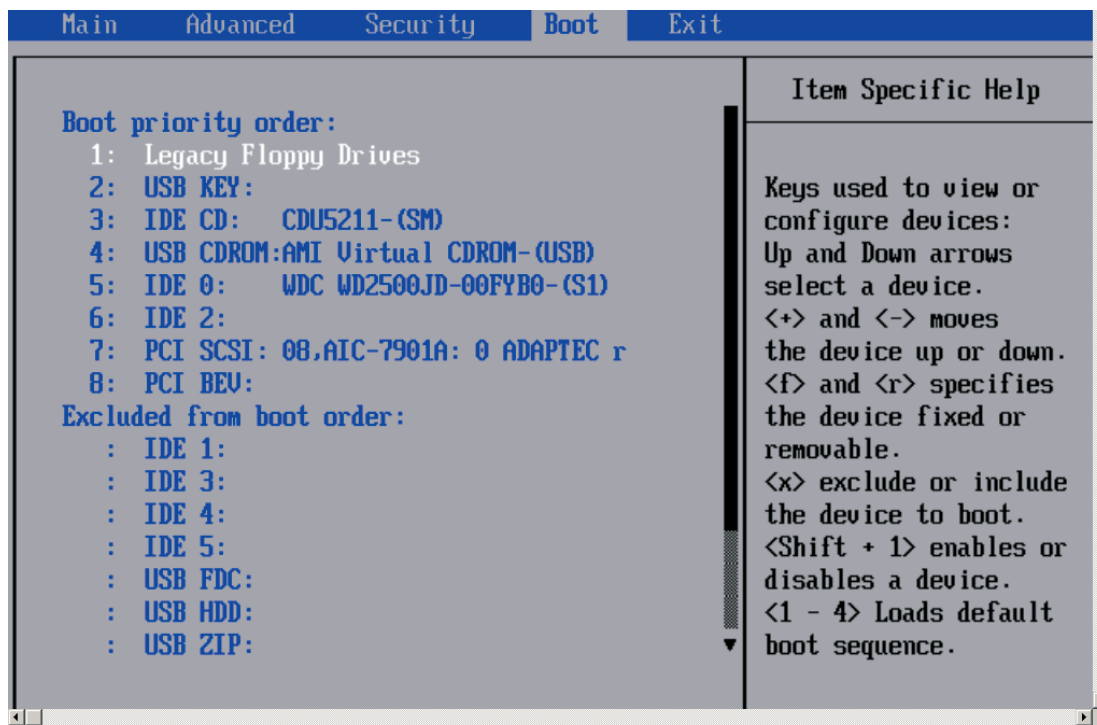 Main Advanced Security Boot Exit
Boot priority order:
1: Legacy Floppy Drives
2: USB KEY:
3: IDE CD: CDU5211-(SM)
4: USB CDROM:AMI Virtual CDROM-(USB)
5: IDE 0: WDC WD2500JD-00FYB0-(S1)
6: IDE 2:
7: PCI SCSI: 08,AIC-7901A: 0 ADAPTEC r
8: PCI BEV:
Excluded from boot order:
: IDE 1:
: IDE 3:
: IDE 4:
: IDE 5:
: USB FDC:
: USB HDD:
: USB ZIP:
Item Specific Help
Keys used to view or
configure devices:
Up and Down arrows
select a device.
<+> and <-> moves
the device up or down.
<f> and <r> specifies
the device fixed or
removable.
<x> exclude or include
the device to boot.
<Shift + 1> enables or
disables a device.
<1 - 4> Loads default
boot sequence.